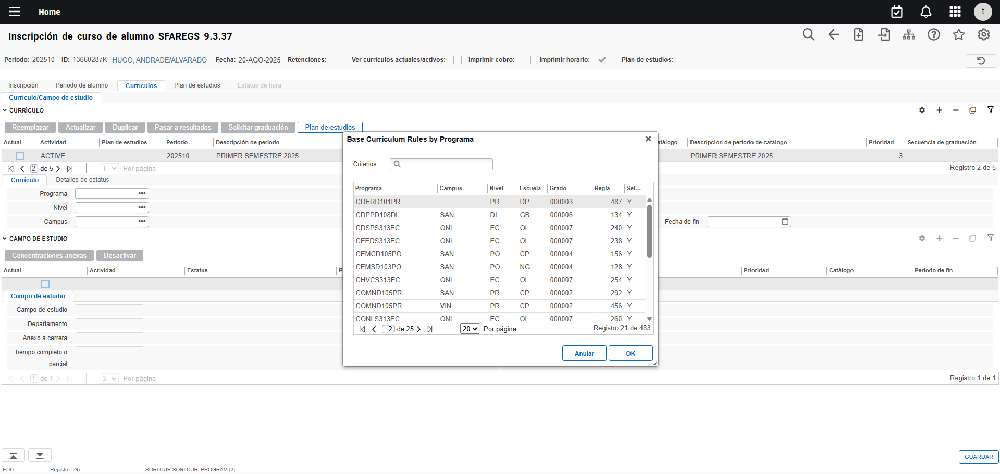 Home
t
Inscripción de curso de alumno SFAREGS 9.3.37
Periodo: 202510 ID: 13660287K HUGO, ANDRADE/ALVARADO Fecha: 20-AGO-2025 Retenciones: Ver currículos actuales/activos: Imprimir cobro: Imprimir horario: Plan de estudios:
Inscripción Periodo de alumno Currículos Plan de estudios Estatus de hora
Currículo/Campo de estudio
CURRÍCULO
Reemplazar Actualizar Duplicar Pasar a resultados Solicitar graduación Plan de estudios
Actual Actividad Plan de estudios Periodo Descripción de periodo atálogo Descripción de periodo de catálogo Prioridad Secuencia de graduación
ACTIVE 202510 PRIMER SEMESTRE 2025 PRIMER SEMESTRE 2025 3
2 de 5 1 Por página Registro 2 de 5
Currículo Detalles de estatus
Programa
Nivel
Campus Fecha de fin
CAMPO DE ESTUDIO
Concentraciones anexas Desactivar
Actual Actividad Estatus P Prioridad Catálogo Periodo de fin
Campo de estudio
Campo de estudio
Departamento
Anexo a carrera
Tiempo completo o
parcial
1 de 1 3 Por página Registro 1 de 1
Base Curriculum Rules by Programa
Criterios
Programa Campus Nivel Escuela Grado Regla Sel...
CDERD101PR PR DP 000003 487 Y
CDPPD108DI SAN DI GB 000006 134 Y
CDSPS313EC ONL EC OL 000007 240 Y
CEEDS313EC ONL EC OL 000007 238 Y
CEMCD105PO SAN PO CP 000004 156 Y
CEMSD103PO SAN PO NG 000004 128 Y
CHVCS313EC ONL EC OL 000007 254 Y
COMND105PR SAN PR CP 000002 292 Y
COMND105PR VIN PR CP 000002 456 Y
CONLS313EC ONL EC OL 000007 260 Y
2 de 25 20 Por página Registro 21 de 483
Anular OK
GUARDAR
EDIT Registro: 2/5 SORLCUR.SORLCUR_PROGRAM [2]